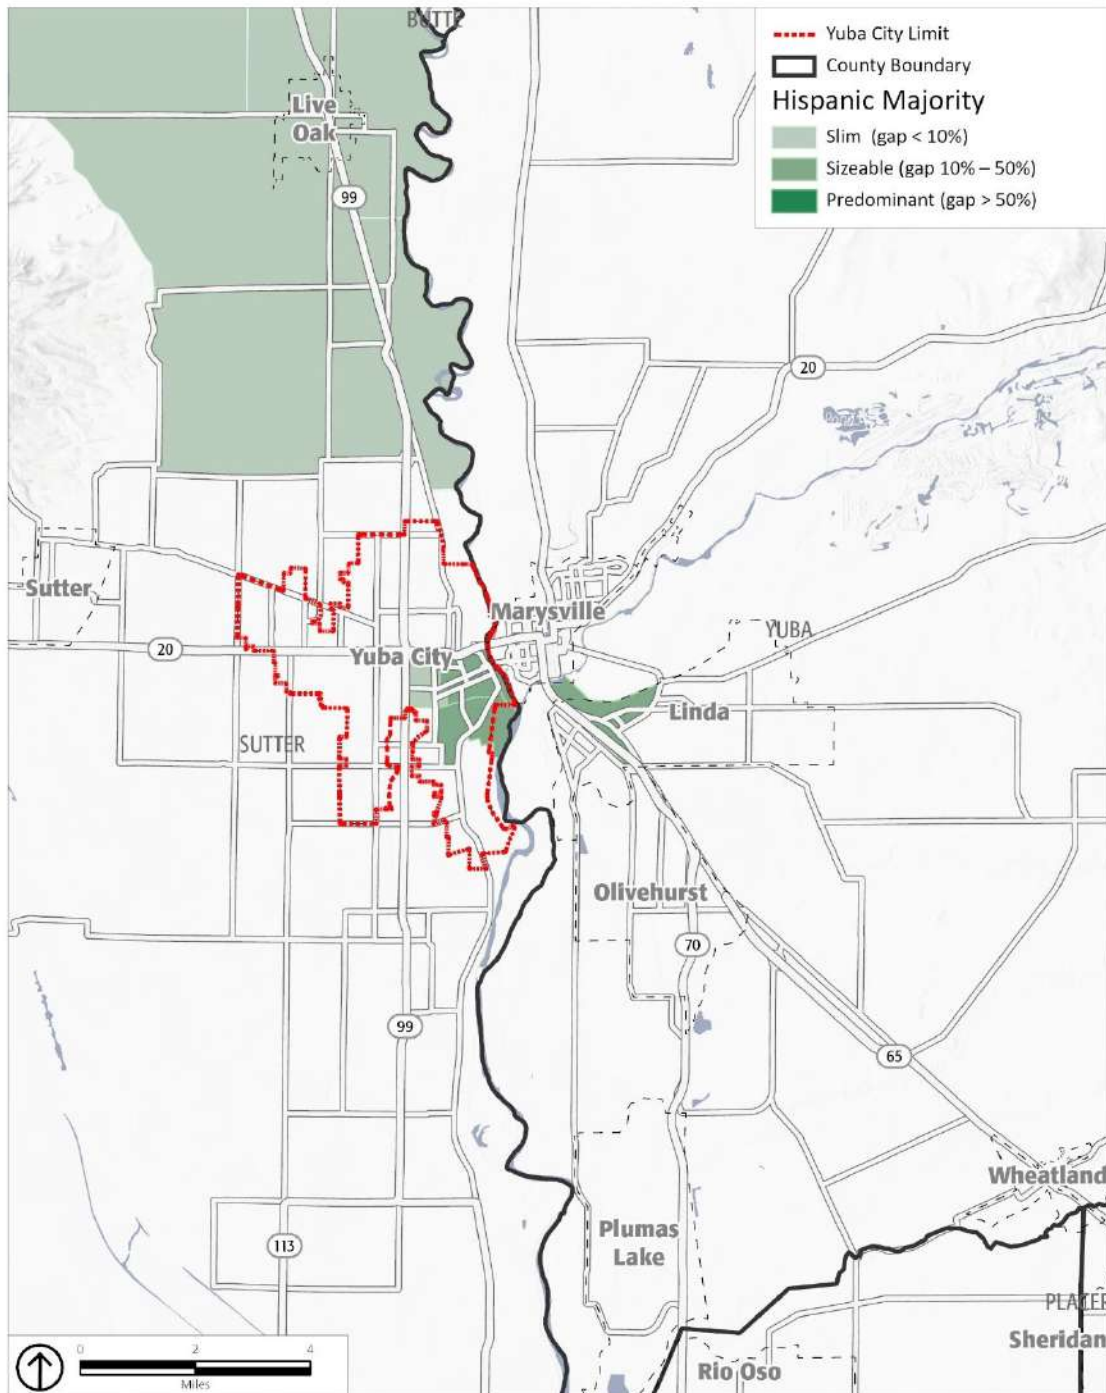 BUTTE
Yuba City Limit
County Boundary
Hispanic Majority
Slim (gap < 10%)
Sizeable (gap 10% – 50%)
Predominant (gap > 50%)
Live
Oak
99
20
Sutter
Marysville
YUBA
20
Yuba City
Linda
SUTTER
Olivehurst
70
99
65
Wheatland
Plumas
Lake
113
PLACER
Sheridan
Rio Oso
0 2 4
Miles